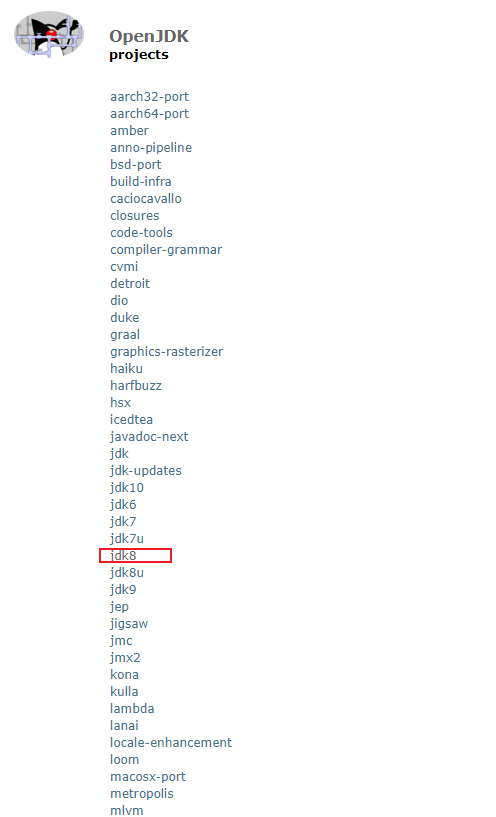 OpenJDK
projects
aarch32-port
aarch64-port
amber
anno-pipeline
bsd-port
build-infra
caciocavallo
closures
code-tools
compiler-grammar
cvmi
detroit
dio
duke
graal
graphics-rasterizer
haiku
harfbuzz
hsx
icedtea
javadoc-next
jdk
jdk-updates
jdk10
jdk6
jdk7
jdk7u
jdk8
jdk8u
jdk9
jep
jigsaw
jmc
jmx2
kona
kulla
lambda
lanai
locale-enhancement
loom
macosx-port
metropolis
mlvm